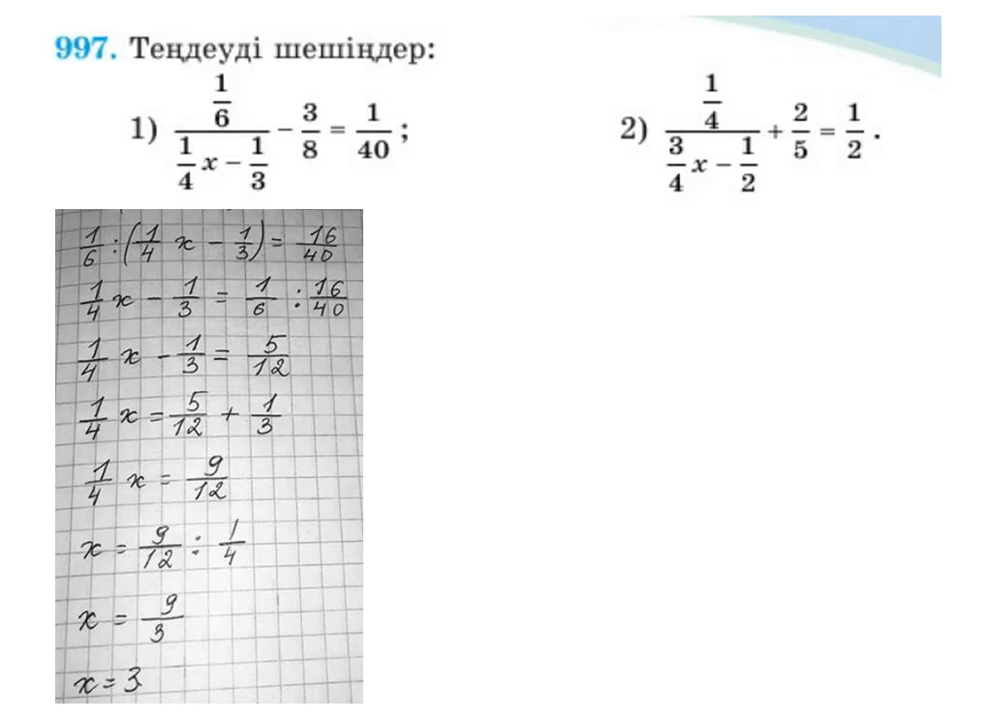 997. Теңдеуді шешіңдер:
1) (1/6)/(1/4 x − 1/3) − 3/8 = 1/40 ;
2) (1/4)/(3/4 x − 1/2) + 2/5 = 1/2 .
1/6 : (1/4 x − 1/3) = 16/40
1/4 x − 1/3 = 1/6 : 16/40
1/4 x − 1/3 = 5/12
1/4 x = 5/12 + 1/3
1/4 x = 9/12
x = 9/12 : 1/4
x = 9/3
x = 3